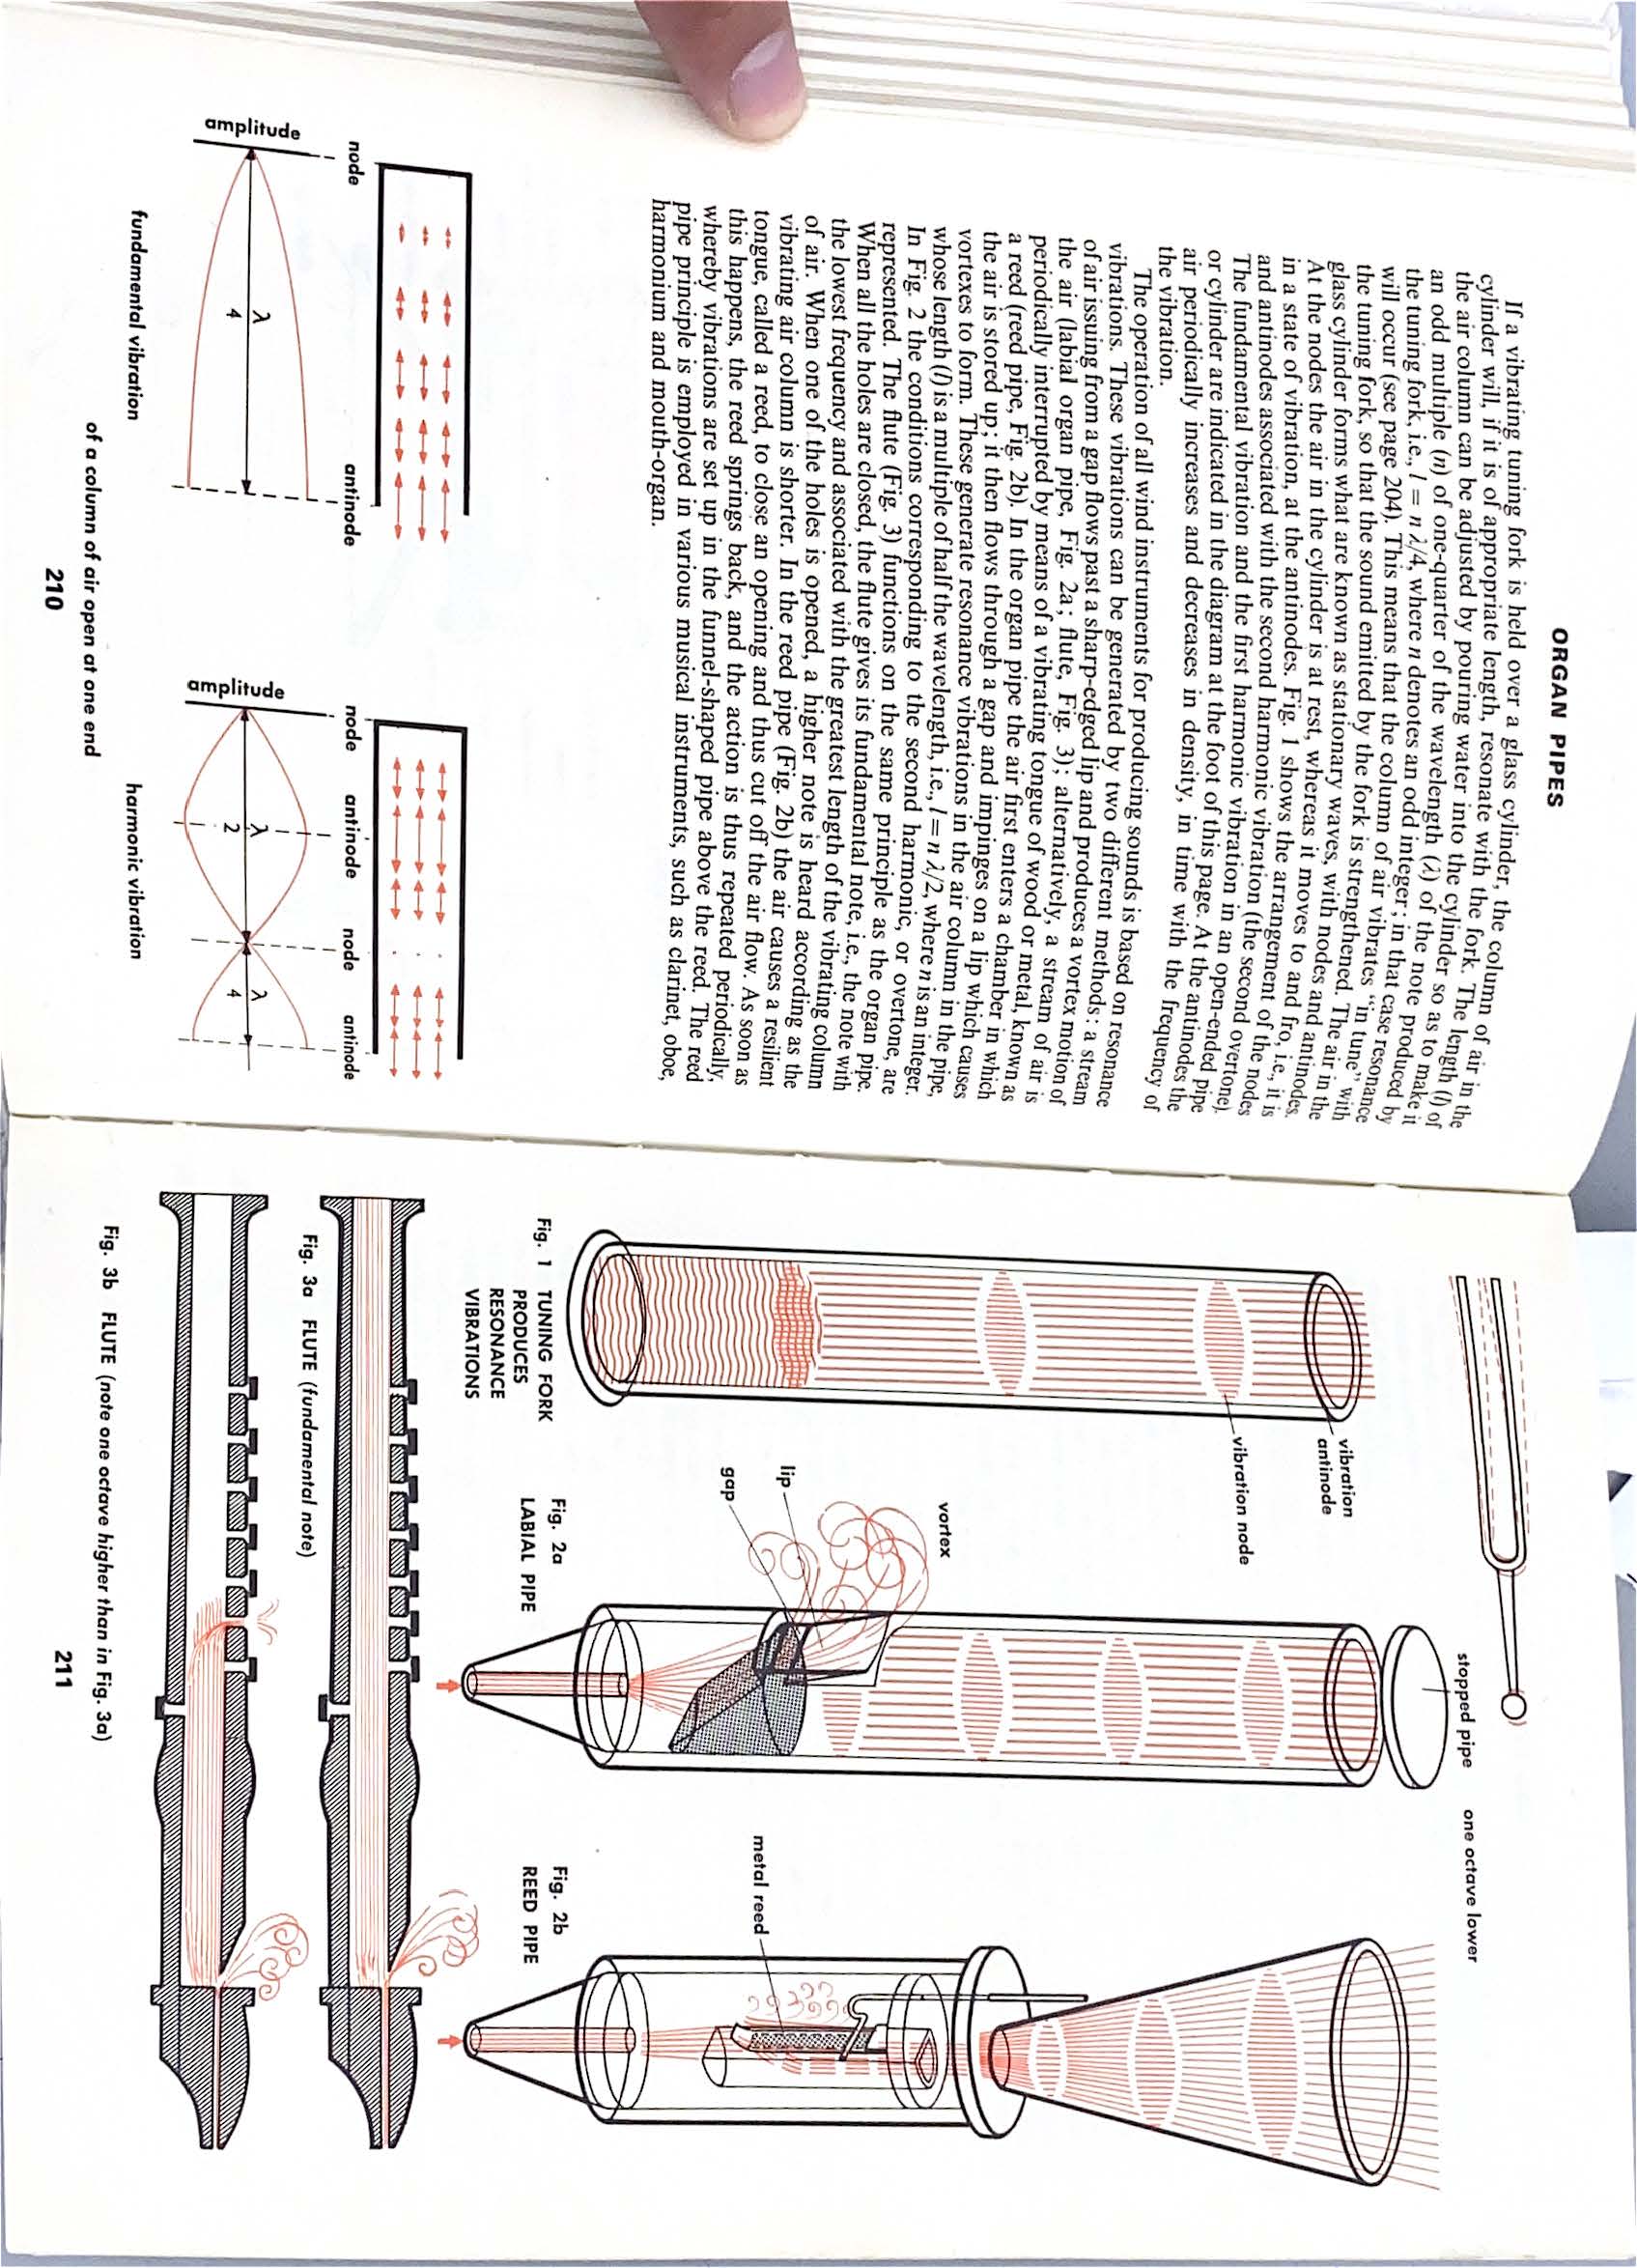 ORGAN PIPES
If a vibrating tuning fork is held over a glass cylinder, the column of air in the
cylinder will, if it is of appropriate length, resonate with the fork. The length of
the air column can be adjusted by pouring water into the cylinder so as to make it
an odd multiple (n) of one-quarter of the wavelength (λ) of the note produced by
the tuning fork, i.e., l = n λ/4, where n denotes an odd integer; in that case resonance
will occur (see page 204). This means that the column of air vibrates “in tune” with
the tuning fork, so that the sound emitted by the fork is strengthened. The air in the
glass cylinder forms what are known as stationary waves, with nodes and antinodes.
At the nodes the air in the cylinder is at rest, whereas it moves to and fro, i.e., it is
in a state of vibration, at the antinodes. Fig. 1 shows the arrangement of the nodes
and antinodes associated with the second harmonic vibration (the second overtone).
The fundamental vibration and the first harmonic vibration in an open-ended pipe
or cylinder are indicated in the diagram at the foot of this page. At the antinodes the
air periodically increases and decreases in density, in time with the frequency of
the vibration.
The operation of all wind instruments for producing sounds is based on resonance
vibrations. These vibrations can be generated by two different methods: a stream
of air issuing from a gap flows past a sharp-edged lip and produces a vortex motion of
the air (labial organ pipe, Fig. 2a; flute, Fig. 3); alternatively, a stream of air is
periodically interrupted by means of a vibrating tongue of wood or metal, known as
a reed (reed pipe, Fig. 2b). In the organ pipe the air first enters a chamber in which
the air is stored up; it then flows through a gap and impinges on a lip which causes
vortexes to form. These generate resonance vibrations in the air column in the pipe,
whose length (l) is a multiple of half the wavelength, i.e., l = n λ/2, where n is an integer.
In Fig. 2 the conditions corresponding to the second harmonic, or overtone, are
represented. The flute (Fig. 3) functions on the same principle as the organ pipe.
When all the holes are closed, the flute gives its fundamental note, i.e., the note with
the lowest frequency and associated with the greatest length of the vibrating column
of air. When one of the holes is opened, a higher note is heard according as the
vibrating air column is shorter. In the reed pipe (Fig. 2b) the air causes a resilient
tongue, called a reed, to close an opening and thus cut off the air flow. As soon as
this happens, the reed springs back, and the action is thus repeated periodically,
whereby vibrations are set up in the funnel-shaped pipe above the reed. The reed
pipe principle is employed in various musical instruments, such as clarinet, oboe,
harmonium and mouth-organ.
node antinode node antinode node antinode
amplitude λ/4 amplitude λ/2 λ/4
fundamental vibration harmonic vibration
of a column of air open at one end
210
stopped pipe one octave lower
vibration
antinode
vibration node
vortex
lip
gap
metal reed
Fig. 1 TUNING FORK
PRODUCES
RESONANCE
VIBRATIONS
Fig. 2a
LABIAL PIPE
Fig. 2b
REED PIPE
Fig. 3a FLUTE (fundamental note)
Fig. 3b FLUTE (note one octave higher than in Fig. 3a)
211